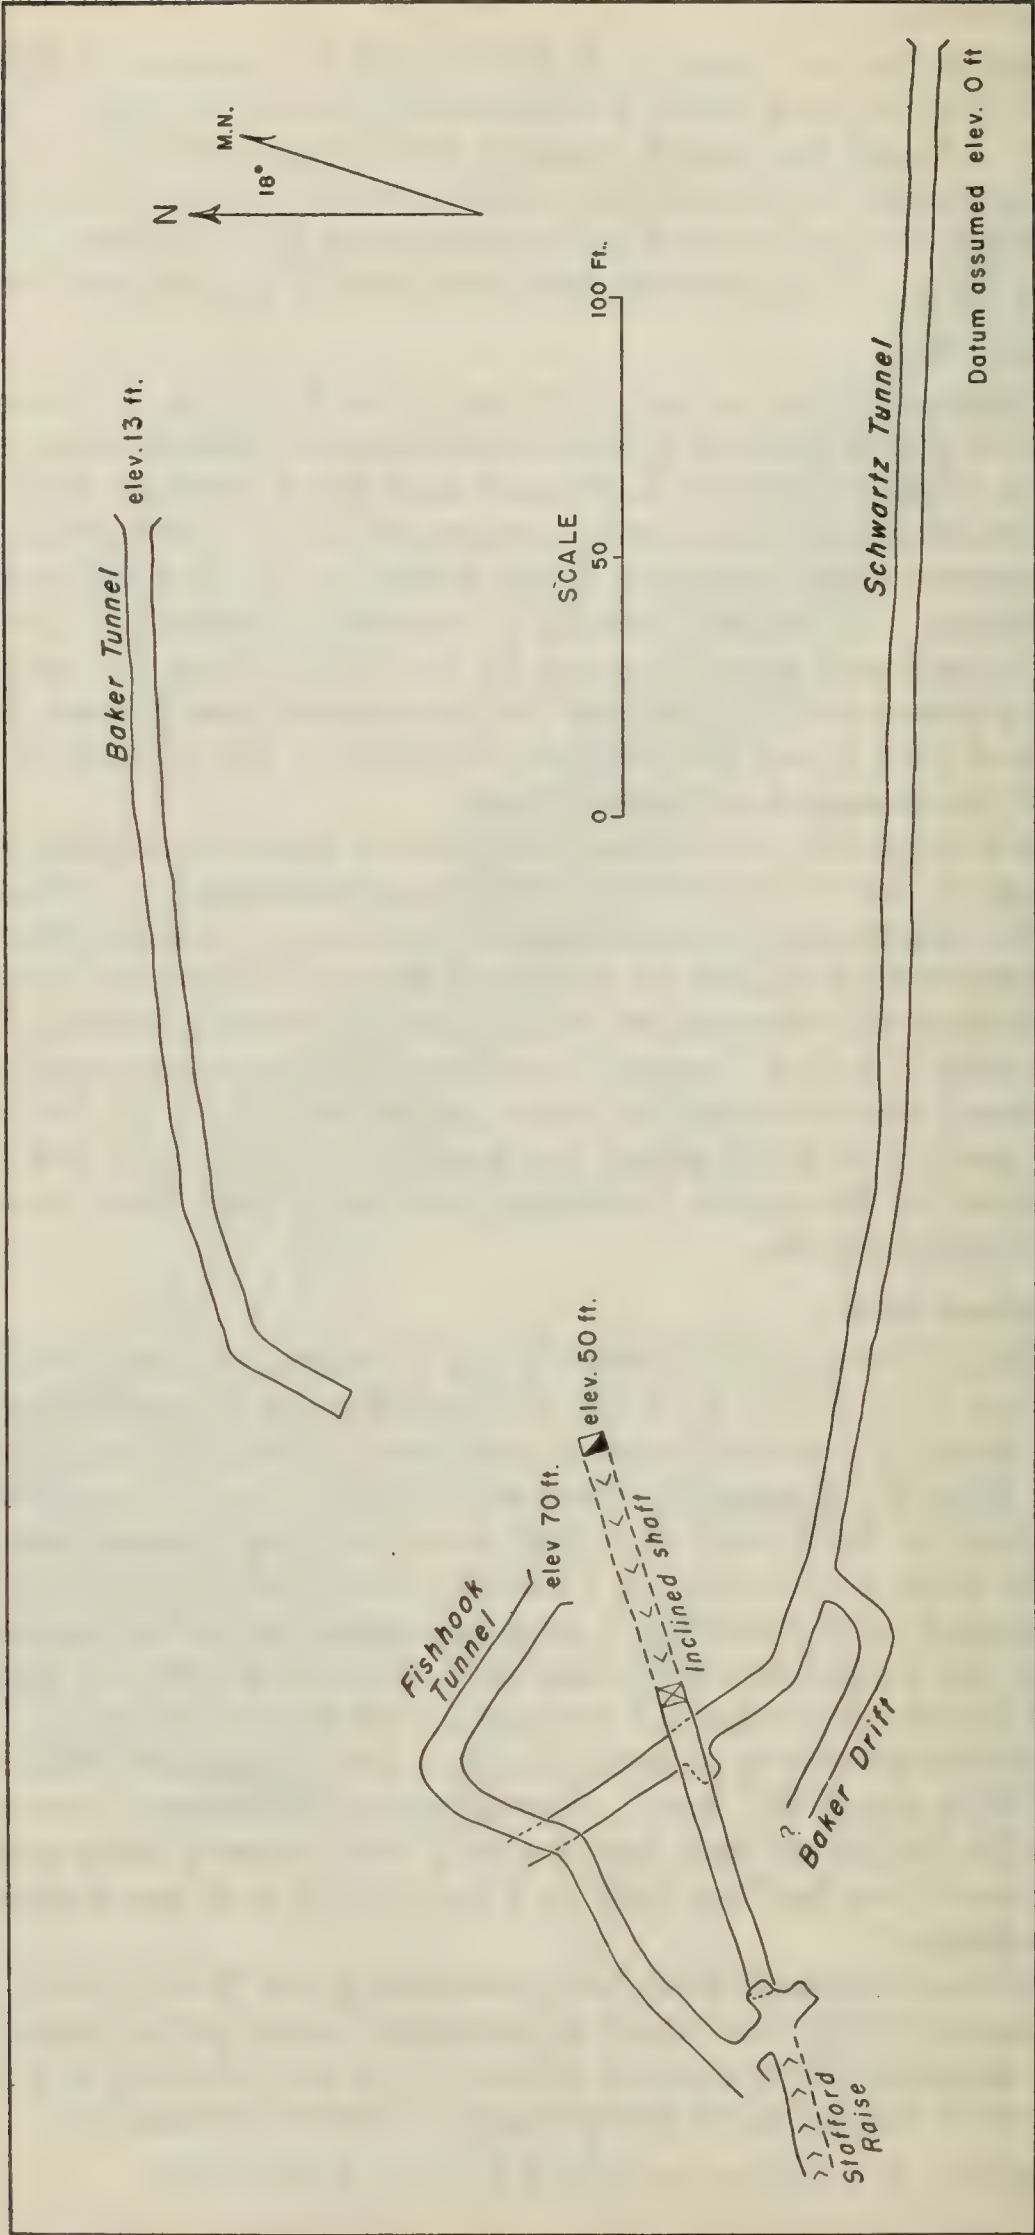 N
M.N.
18°
Baker Tunnel
elev. 13 ft.
SCALE
0 50 100 Ft.
Fishhook
Tunnel
elev 70 ft.
elev. 50 ft.
Inclined shaft
Schwartz Tunnel
Datum assumed elev. 0 ft
?
Baker Drift
Stafford
Raise